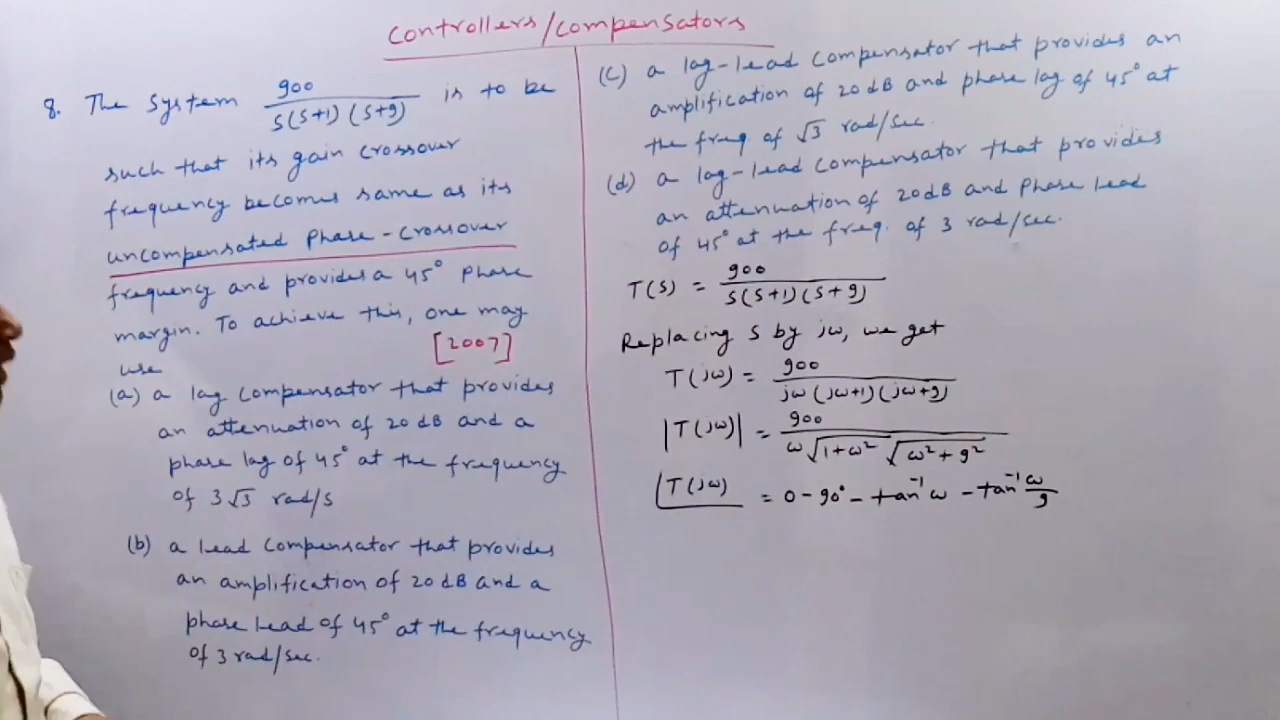 Controllers/compensators
8. The System 900/(s(s+1)(s+9)) is to be
such that its gain crossover
frequency becomes same as its
uncompensated Phase-crossover
frequency and provides a 45° phase
margin. To achieve this, one may
use
[2007]
(a) a lag compensator that provides
an attenuation of 20 dB and a
phase lag of 45° at the frequency
of 3√3 rad/s
(b) a lead compensator that provides
an amplification of 20 dB and a
phase lead of 45° at the frequency
of 3 rad/sec.
(c) a lag-lead compensator that provides an
amplification of 20 dB and phase lag of 45° at
the freq. of √3 rad/sec.
(d) a lag-lead compensator that provides
an attenuation of 20 dB and Phase lead
of 45° at the freq. of 3 rad/sec.
T(s) = 900/(s(s+1)(s+9))
Replacing s by jω, we get
T(jω) = 900/(jω(jω+1)(jω+9))
|T(jω)| = 900/(ω√(1+ω²) √(ω²+9²))
∠T(jω) = 0 - 90° - tan⁻¹ω - tan⁻¹ω/9